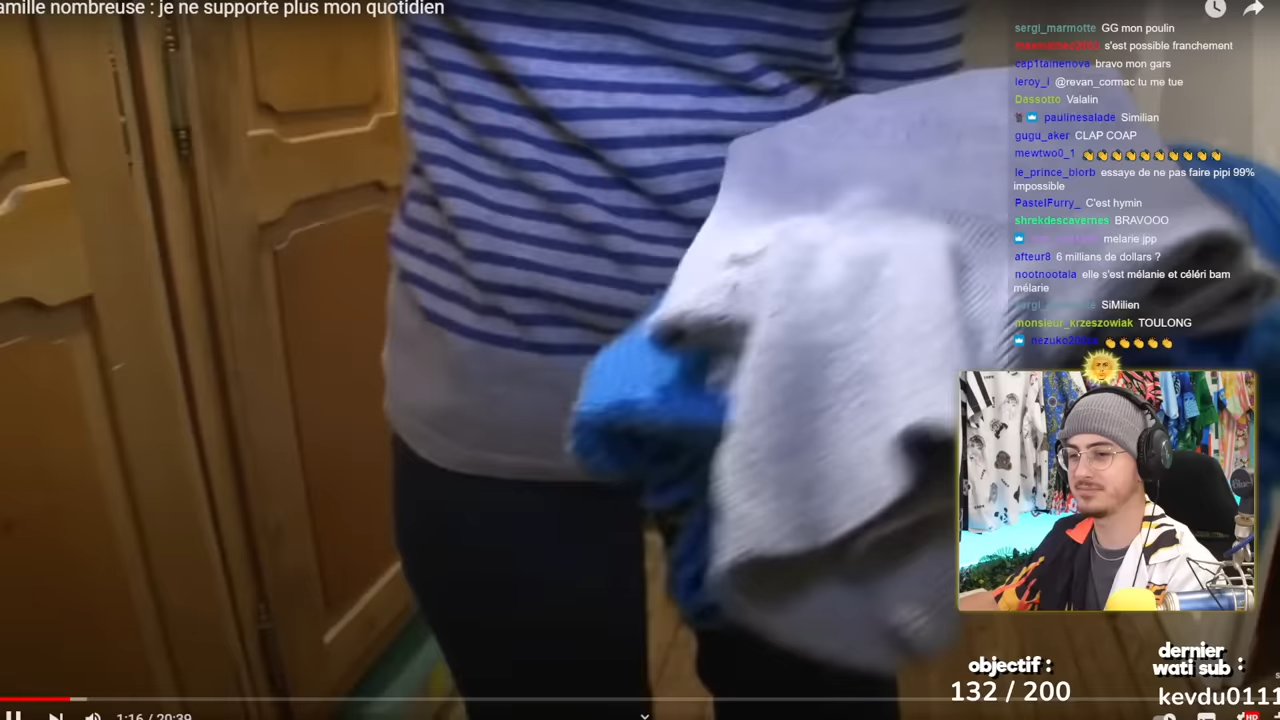 amille nombreuse : je ne supporte plus mon quotidien
sergi_marmotte GG mon poulin
s'est possible franchement
cap1tainenova bravo mon gars
leroy_i @revan_cormac tu me tue
Dassotto Valalin
paulinesalade Similian
gugu_aker CLAP COAP
mewtwo0_1 👏👏👏👏👏👏👏👏👏👏
le_prince_blorb essaye de ne pas faire pipi 99%
impossible
PastelFurry_ C'est hymin
shrekdescavernes BRAVOOO
melarie jpp
afteur8 6 millians de dollars ?
nootnootala elle s'est mélanie et céléri bam
mélarie
SiMilien
monsieur_krzeszowiak TOULONG
👏👏👏👏👏
objectif :
132 / 200
dernier
wati sub :
kevdu0111
1:16 / 20:39
HD